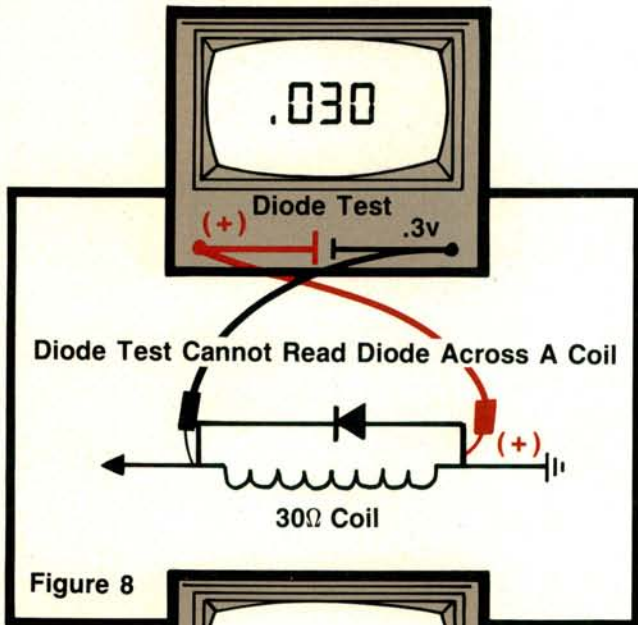 .030
Diode Test
(+) .3v
Diode Test Cannot Read Diode Across A Coil
(+)
30Ω Coil
Figure 8